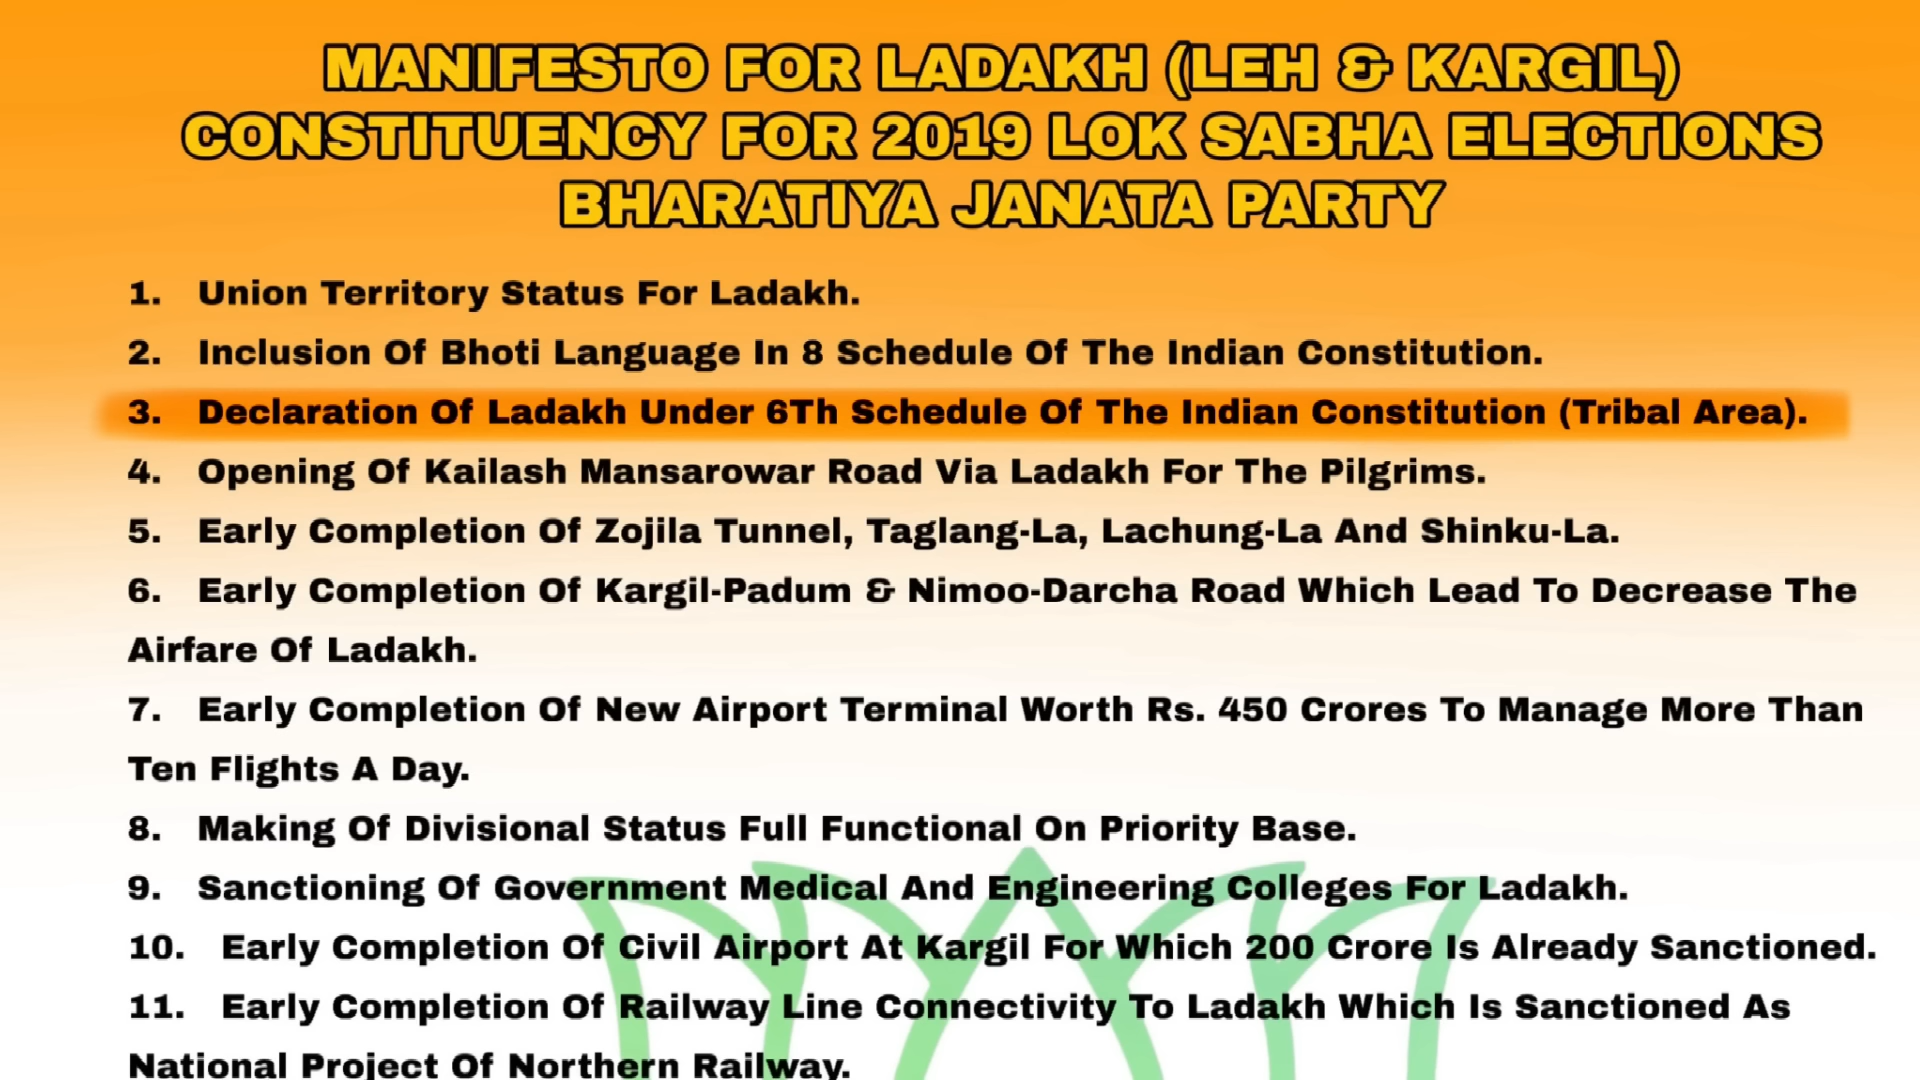 MANIFESTO FOR LADAKH (LEH & KARGIL)
CONSTITUENCY FOR 2019 LOK SABHA ELECTIONS
BHARATIYA JANATA PARTY
1. Union Territory Status For Ladakh.
2. Inclusion Of Bhoti Language In 8 Schedule Of The Indian Constitution.
3. Declaration Of Ladakh Under 6Th Schedule Of The Indian Constitution (Tribal Area).
4. Opening Of Kailash Mansarowar Road Via Ladakh For The Pilgrims.
5. Early Completion Of Zojila Tunnel, Taglang-La, Lachung-La And Shinku-La.
6. Early Completion Of Kargil-Padum & Nimoo-Darcha Road Which Lead To Decrease The
Airfare Of Ladakh.
7. Early Completion Of New Airport Terminal Worth Rs. 450 Crores To Manage More Than
Ten Flights A Day.
8. Making Of Divisional Status Full Functional On Priority Base.
9. Sanctioning Of Government Medical And Engineering Colleges For Ladakh.
10. Early Completion Of Civil Airport At Kargil For Which 200 Crore Is Already Sanctioned.
11. Early Completion Of Railway Line Connectivity To Ladakh Which Is Sanctioned As
National Project Of Northern Railway.